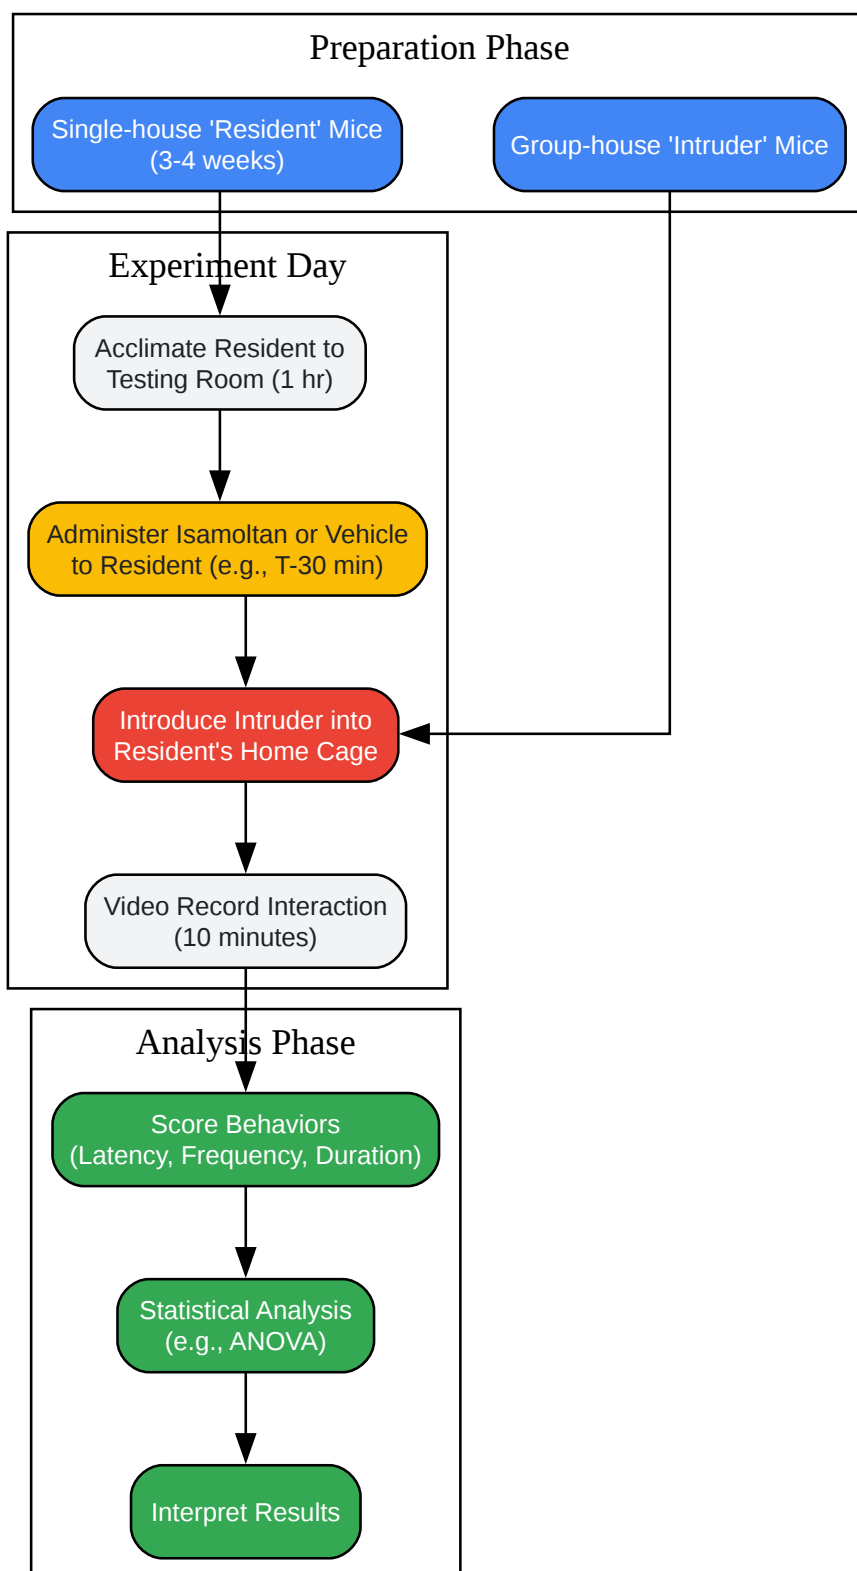 Preparation Phase
Single-house 'Resident' Mice
(3-4 weeks)
Group-house 'Intruder' Mice
Experiment Day
Acclimate Resident to
Testing Room (1 hr)
Administer Isamoltan or Vehicle
to Resident (e.g., T-30 min)
Introduce Intruder into
Resident's Home Cage
Video Record Interaction
(10 minutes)
Analysis Phase
Score Behaviors
(Latency, Frequency, Duration)
Statistical Analysis
(e.g., ANOVA)
Interpret Results